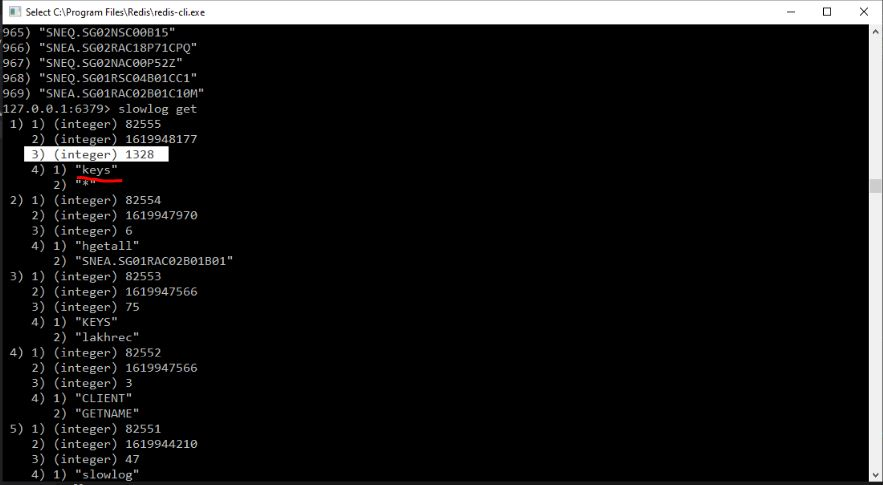 Select C:\Program Files\Redis\redis-cli.exe
965) "SNEQ.SG02NSC00B15"
966) "SNEA.SG02RAC18P71CPQ"
967) "SNEQ.SG02NAC00P52Z"
968) "SNEQ.SG01RSC04B01CC1"
969) "SNEA.SG01RAC02B01C10M"
127.0.0.1:6379> slowlog get
1) 1) (integer) 82555
2) (integer) 1619948177
3) (integer) 1328
4) 1) "keys"
2) "*"
2) 1) (integer) 82554
2) (integer) 1619947970
3) (integer) 6
4) 1) "hgetall"
2) "SNEA.SG01RAC02B01B01"
3) 1) (integer) 82553
2) (integer) 1619947566
3) (integer) 75
4) 1) "KEYS"
2) "lakhrec"
4) 1) (integer) 82552
2) (integer) 1619947566
3) (integer) 3
4) 1) "CLIENT"
2) "GETNAME"
5) 1) (integer) 82551
2) (integer) 1619944210
3) (integer) 47
4) 1) "slowlog"